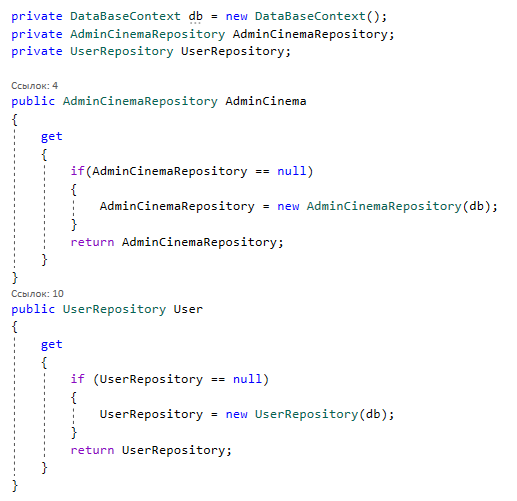 private DataBaseContext db = new DataBaseContext();
private AdminCinemaRepository AdminCinemaRepository;
private UserRepository UserRepository;
Ссылок: 4
public AdminCinemaRepository AdminCinema
{
get
{
if(AdminCinemaRepository == null)
{
AdminCinemaRepository = new AdminCinemaRepository(db);
}
return AdminCinemaRepository;
}
}
Ссылок: 10
public UserRepository User
{
get
{
if (UserRepository == null)
{
UserRepository = new UserRepository(db);
}
return UserRepository;
}
}